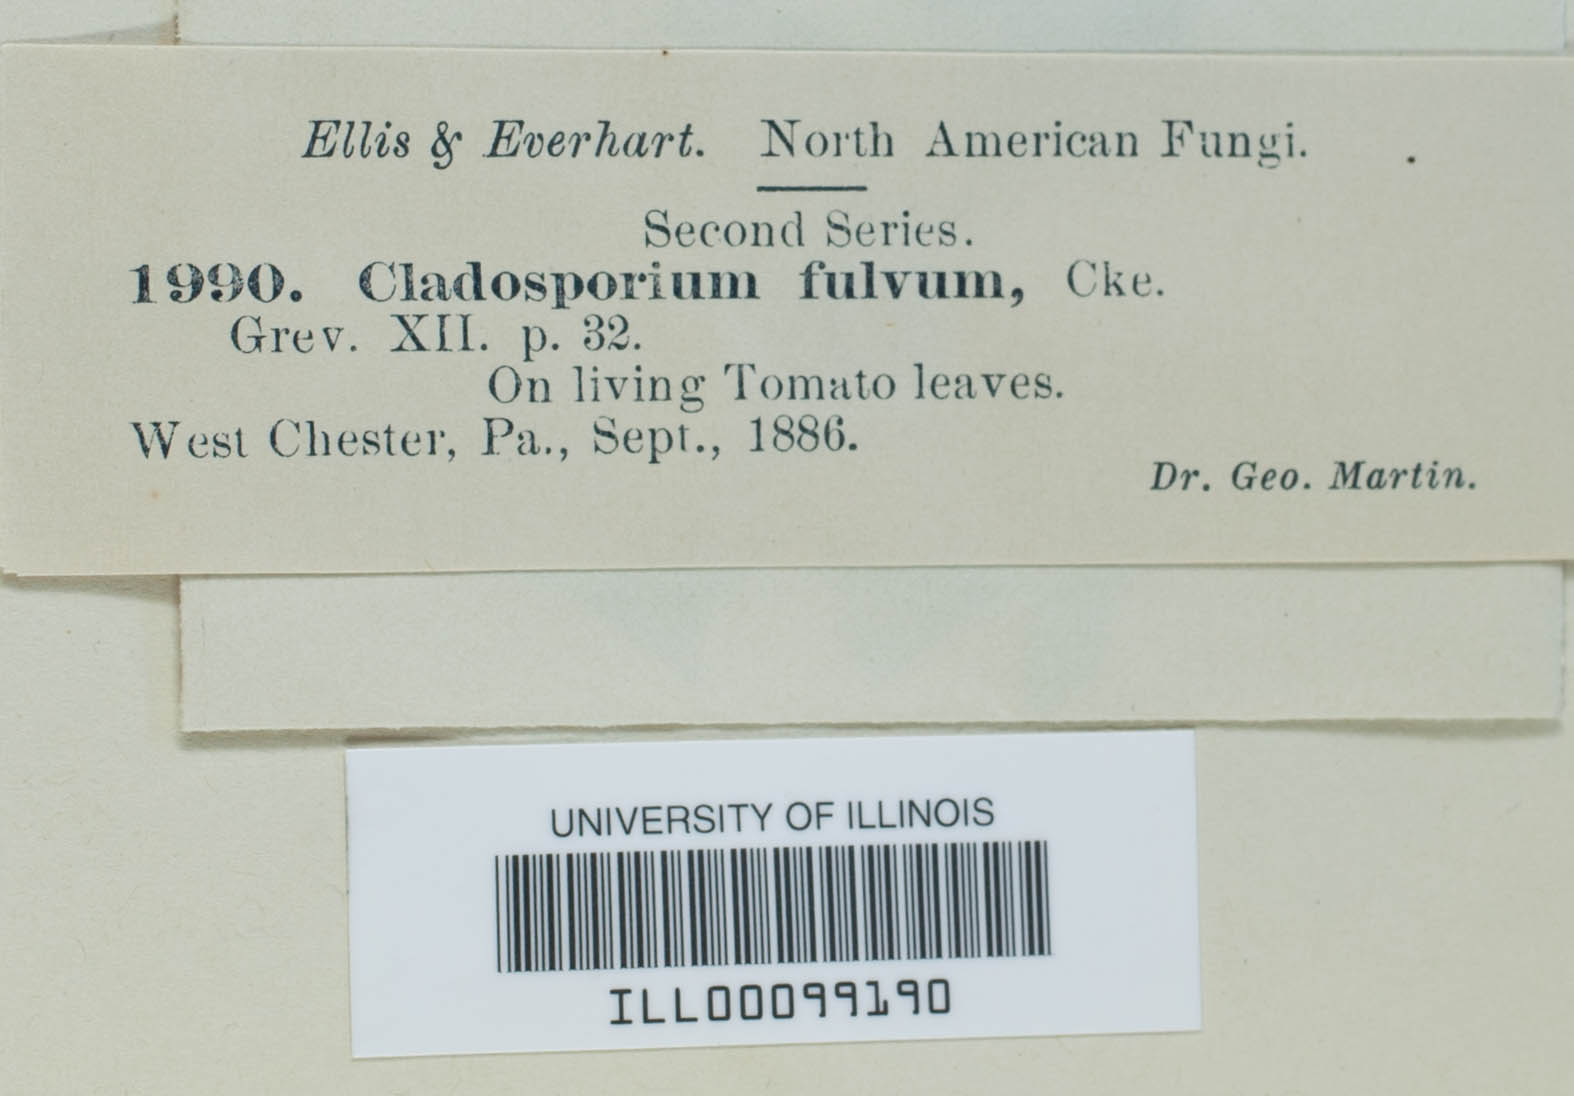 Ellis & Everhart. North American Fungi.
Second Series.
1990. Cladosporium fulvum, Cke.
Grev. XII. p. 32.
On living Tomato leaves.
West Chester, Pa., Sept., 1886.
Dr. Geo. Martin.
UNIVERSITY OF ILLINOIS
ILL00099190